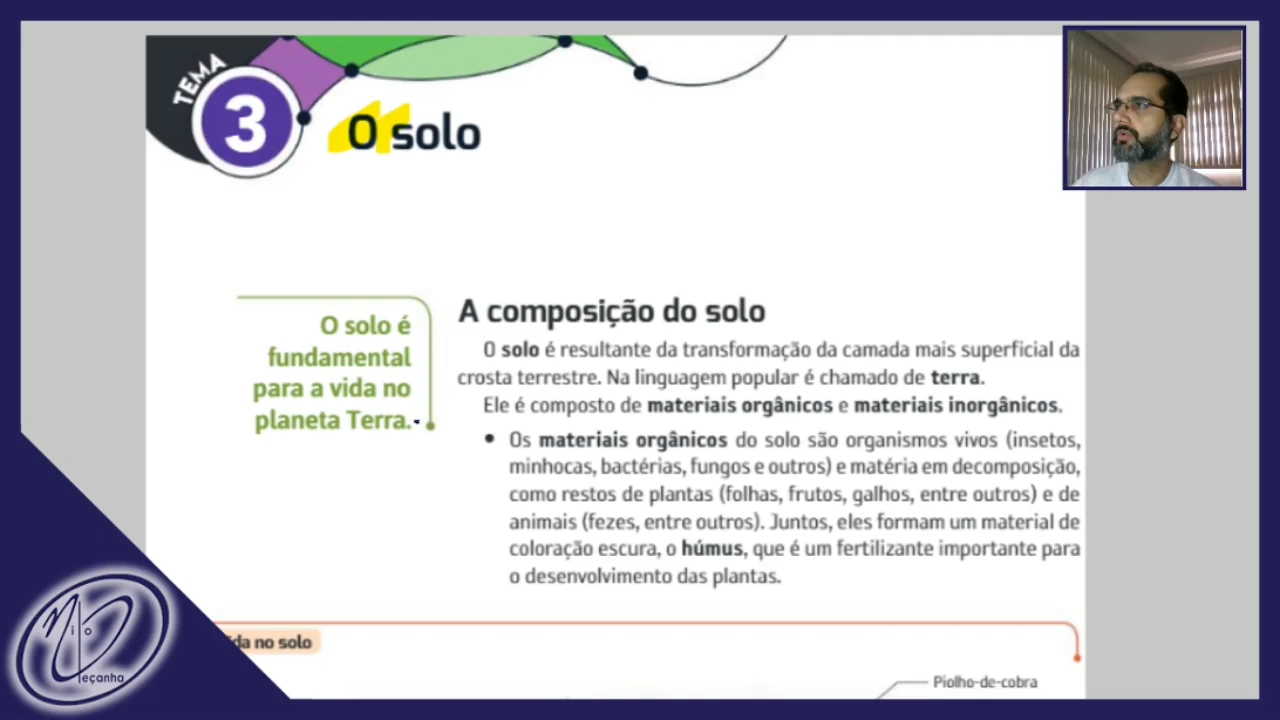 TEMA
3
O solo
O solo é
fundamental
para a vida no
planeta Terra.
A composição do solo
O solo é resultante da transformação da camada mais superficial da
crosta terrestre. Na linguagem popular é chamado de terra.
Ele é composto de materiais orgânicos e materiais inorgânicos.
• Os materiais orgânicos do solo são organismos vivos (insetos,
minhocas, bactérias, fungos e outros) e matéria em decomposição,
como restos de plantas (folhas, frutos, galhos, entre outros) e de
animais (fezes, entre outros). Juntos, eles formam um material de
coloração escura, o húmus, que é um fertilizante importante para
o desenvolvimento das plantas.
no solo
Piolho-de-cobra
eçanha